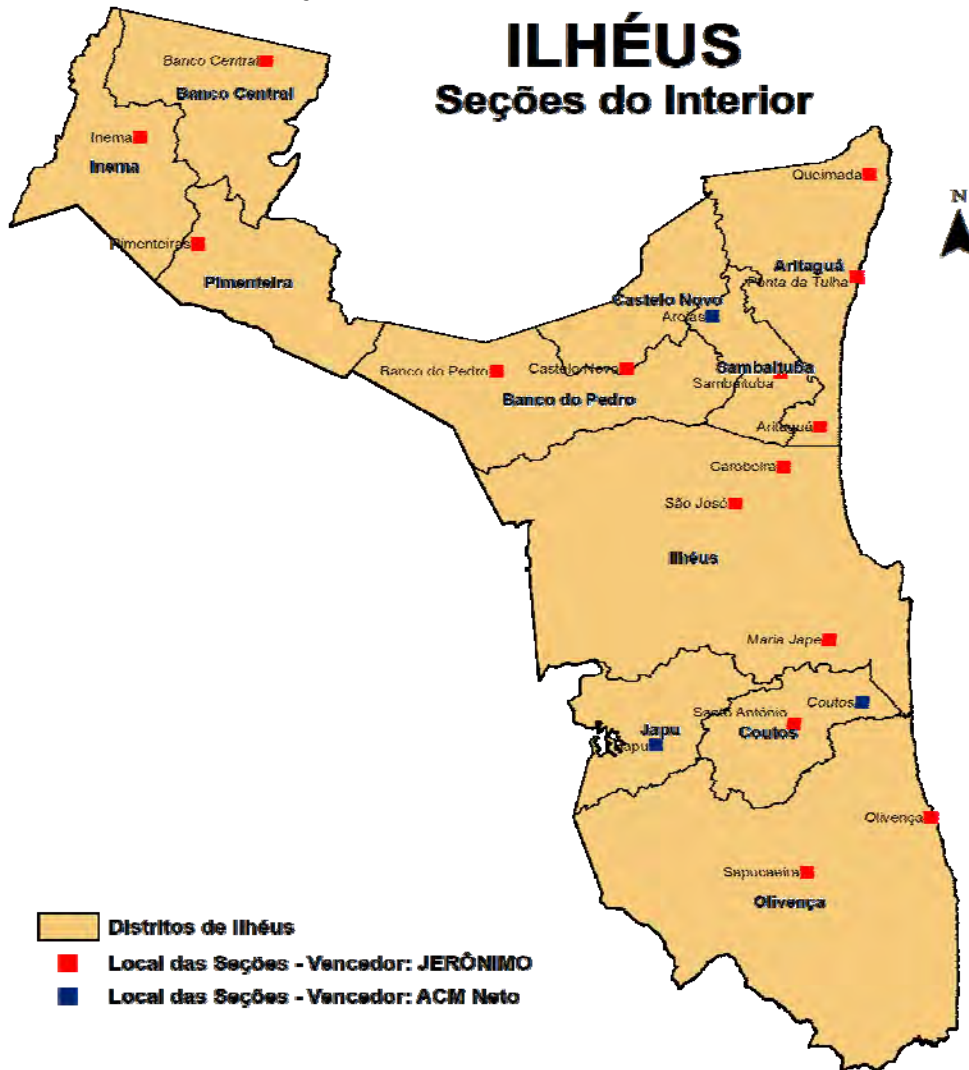 ILHÉUS
Seções do Interior
Banco Central
Banco Central
Inema
Inema
Queimada
N
Pimenteiras
Pimenteira
Aritaguá
Ponta da Tulha
Castelo Novo
Areias
Banco do Pedro
Castelo Novo
Sambaituba
Sambaituba
Banco do Pedro
Aritaguá
Carobeira
São José
Ilhéus
Maria Jape
Coutos
Santo Antônio
Japu
Coutos
Japu
Olivença
Sapucaeira
Olivença
Distritos de Ilhéus
Local das Seções - Vencedor: JERÔNIMO
Local das Seções - Vencedor: ACM Neto